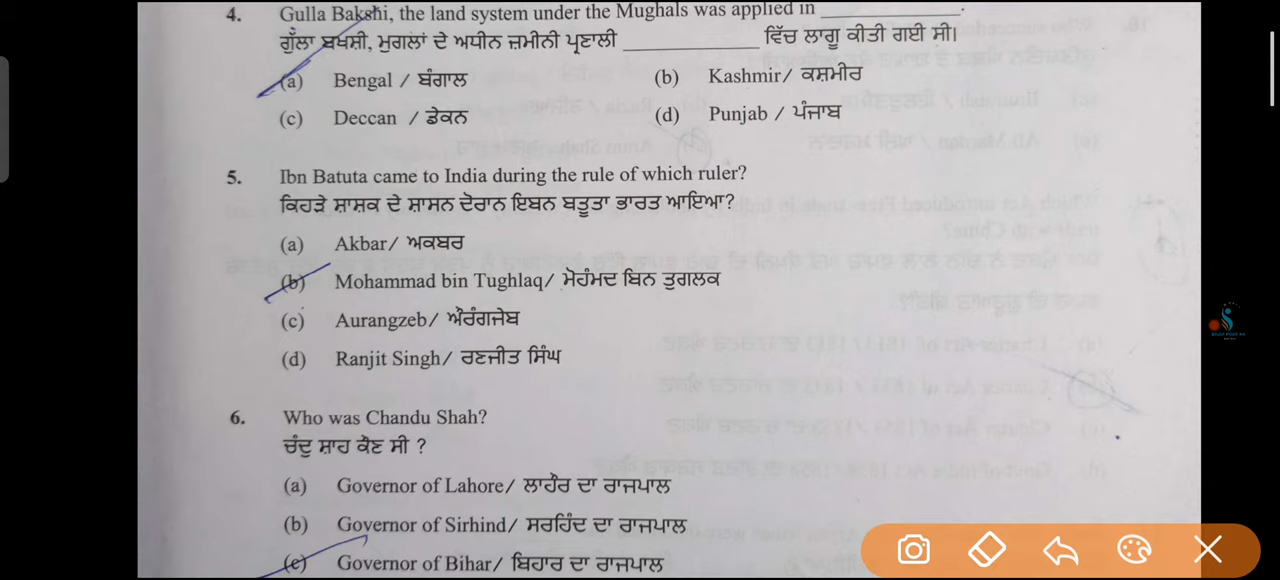 4. Gulla Bakshi, the land system under the Mughals was applied in ____________.
ਗੁੱਲਾ ਬਖਸ਼ੀ, ਮੁਗਲਾਂ ਦੇ ਅਧੀਨ ਜ਼ਮੀਨੀ ਪ੍ਰਣਾਲੀ ____________ ਵਿੱਚ ਲਾਗੂ ਕੀਤੀ ਗਈ ਸੀ।
(a) Bengal / ਬੰਗਾਲ (b) Kashmir/ ਕਸ਼ਮੀਰ
(c) Deccan / ਡੇਕਨ (d) Punjab / ਪੰਜਾਬ
5. Ibn Batuta came to India during the rule of which ruler?
ਕਿਹੜੇ ਸ਼ਾਸਕ ਦੇ ਸ਼ਾਸਨ ਦੌਰਾਨ ਇਬਨ ਬਤੂਤਾ ਭਾਰਤ ਆਇਆ?
(a) Akbar/ ਅਕਬਰ
(b) Mohammad bin Tughlaq/ ਮੋਹੰਮਦ ਬਿਨ ਤੁਗਲਕ
(c) Aurangzeb/ ਔਰੰਗਜੇਬ
(d) Ranjit Singh/ ਰਣਜੀਤ ਸਿੰਘ
6. Who was Chandu Shah?
ਚੰਦੂ ਸ਼ਾਹ ਕੌਣ ਸੀ ?
(a) Governor of Lahore/ ਲਾਹੌਰ ਦਾ ਰਾਜਪਾਲ
(b) Governor of Sirhind/ ਸਰਹਿੰਦ ਦਾ ਰਾਜਪਾਲ
(c) Governor of Bihar/ ਬਿਹਾਰ ਦਾ ਰਾਜਪਾਲ